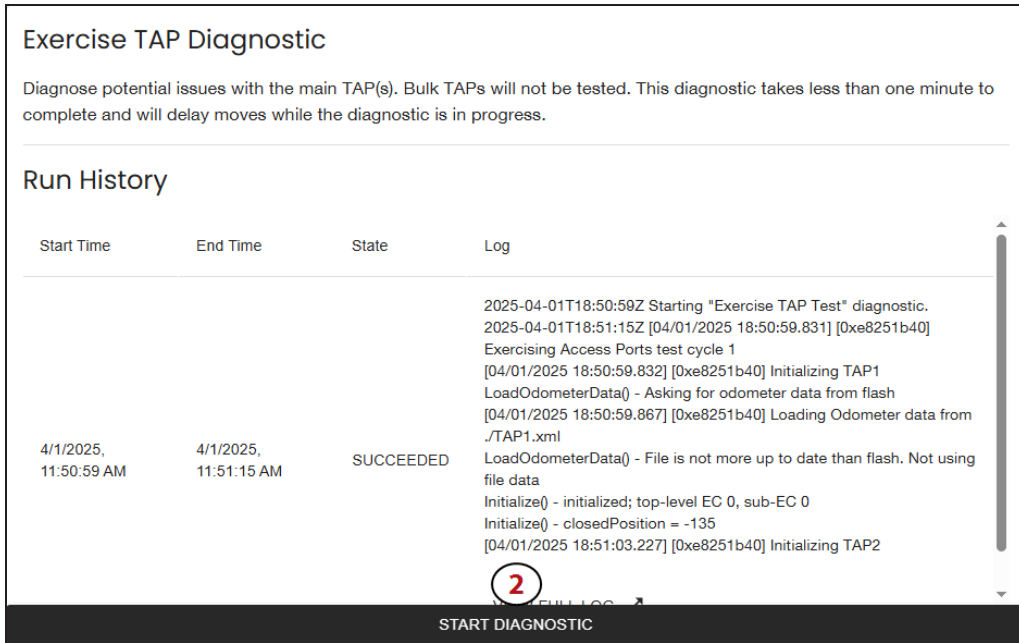 Exercise TAP Diagnostic
Diagnose potential issues with the main TAP(s). Bulk TAPs will not be tested. This diagnostic takes less than one minute to
complete and will delay moves while the diagnostic is in progress.
Run History
Start Time End Time State Log
2025-04-01T18:50:59Z Starting "Exercise TAP Test" diagnostic.
2025-04-01T18:51:15Z [04/01/2025 18:50:59.831] [0xe8251b40]
Exercising Access Ports test cycle 1
[04/01/2025 18:50:59.832] [0xe8251b40] Initializing TAP1
LoadOdometerData() - Asking for odometer data from flash
[04/01/2025 18:50:59.867] [0xe8251b40] Loading Odometer data from
./TAP1.xml
LoadOdometerData() - File is not more up to date than flash. Not using
file data
Initialize() - initialized; top-level EC 0, sub-EC 0
Initialize() - closedPosition = -135
[04/01/2025 18:51:03.227] [0xe8251b40] Initializing TAP2
4/1/2025,
11:50:59 AM
4/1/2025,
11:51:15 AM
SUCCEEDED
2
FULL LOG
START DIAGNOSTIC